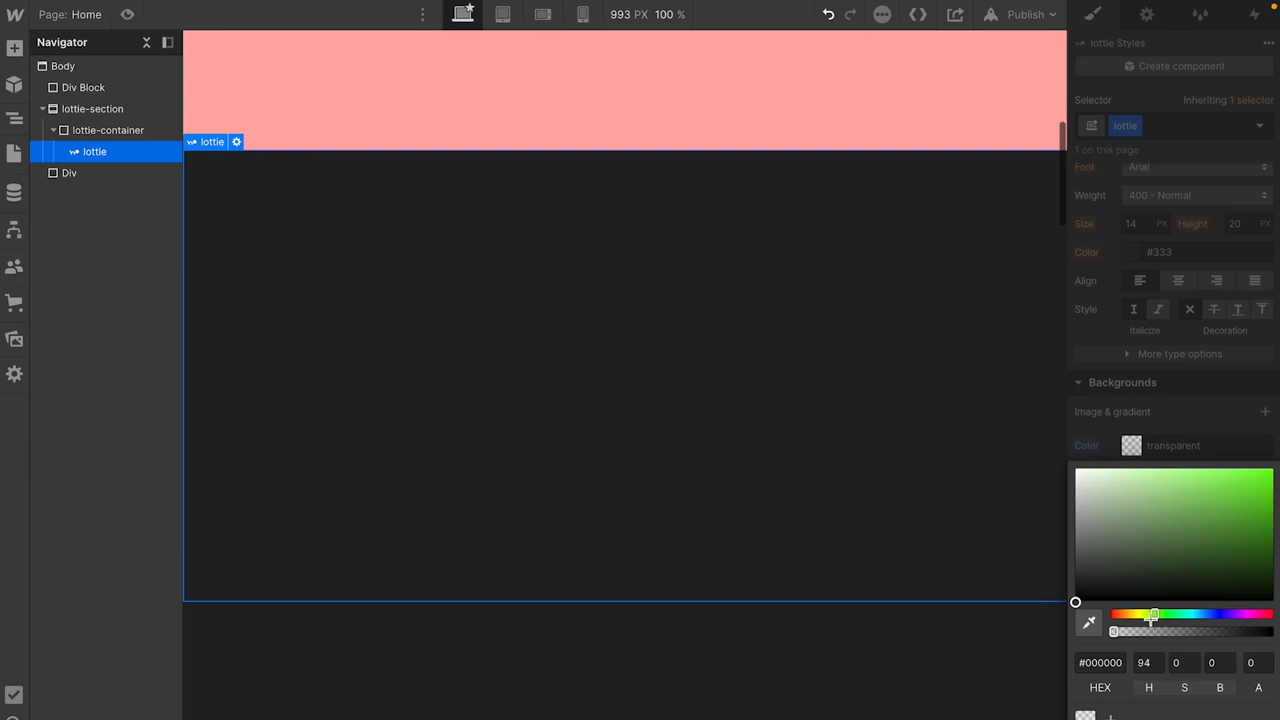 Page: Home
993 PX 100 %
Publish
Navigator
Body
Div Block
lottie-section
lottie-container
lottie
Div
lottie
lottie Styles
Create component
Selector
Inheriting 1 selector
lottie
1 on this page
Font
Arial
Weight
400 - Normal
Size
14
PX
Height
20
PX
Color
#333
Align
Style
Italicize
Decoration
More type options
Backgrounds
Image & gradient
Color
transparent
#000000 94 0 0 0
HEX H S B A